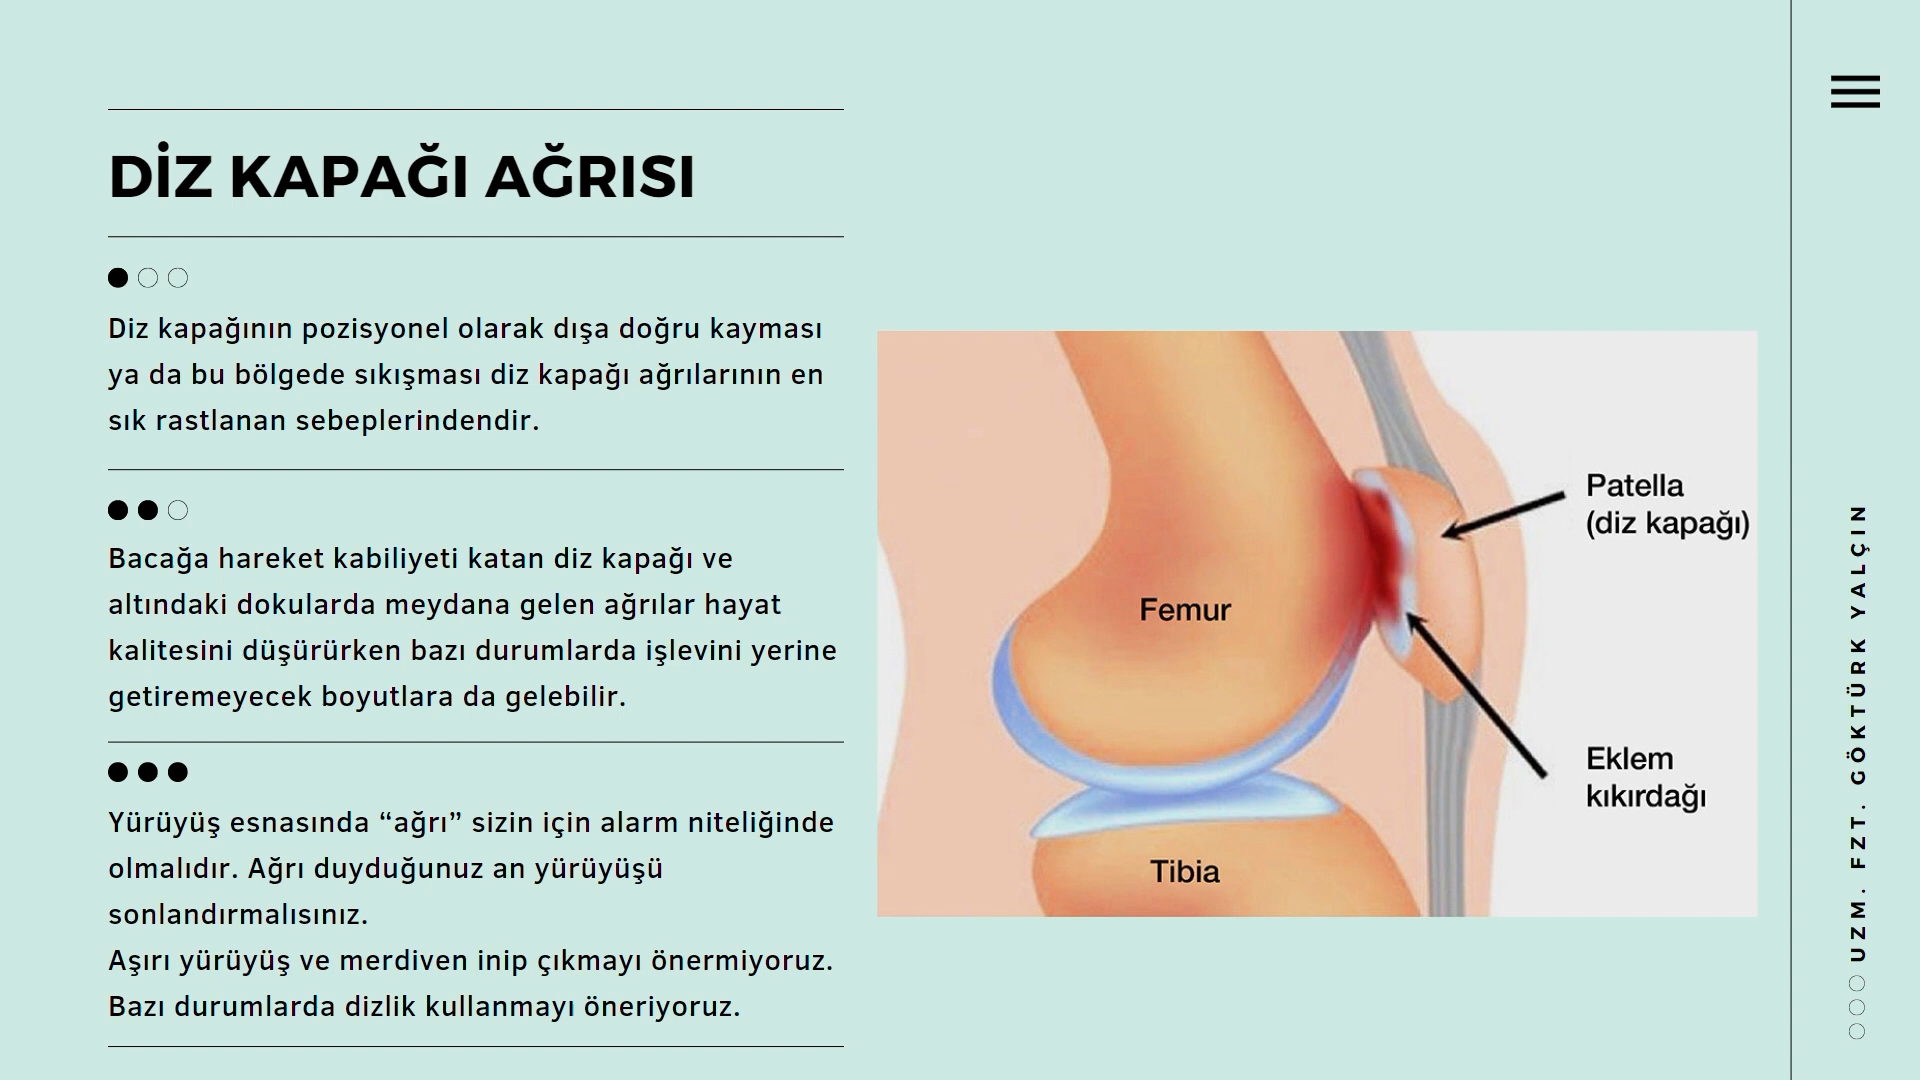 DİZ KAPAĞI AĞRISI
Diz kapağının pozisyonel olarak dışa doğru kayması
ya da bu bölgede sıkışması diz kapağı ağrılarının en
sık rastlanan sebeplerindendir.
Bacağa hareket kabiliyeti katan diz kapağı ve
altındaki dokularda meydana gelen ağrılar hayat
kalitesini düşürürken bazı durumlarda işlevini yerine
getiremeyecek boyutlara da gelebilir.
Yürüyüş esnasında “ağrı” sizin için alarm niteliğinde
olmalıdır. Ağrı duyduğunuz an yürüyüşü
sonlandırmalısınız.
Aşırı yürüyüş ve merdiven inip çıkmayı önermiyoruz.
Bazı durumlarda dizlik kullanmayı öneriyoruz.
Patella
(diz kapağı)
Femur
Eklem
kıkırdağı
Tibia
UZM. FZT. GÖKTÜRK YALÇIN